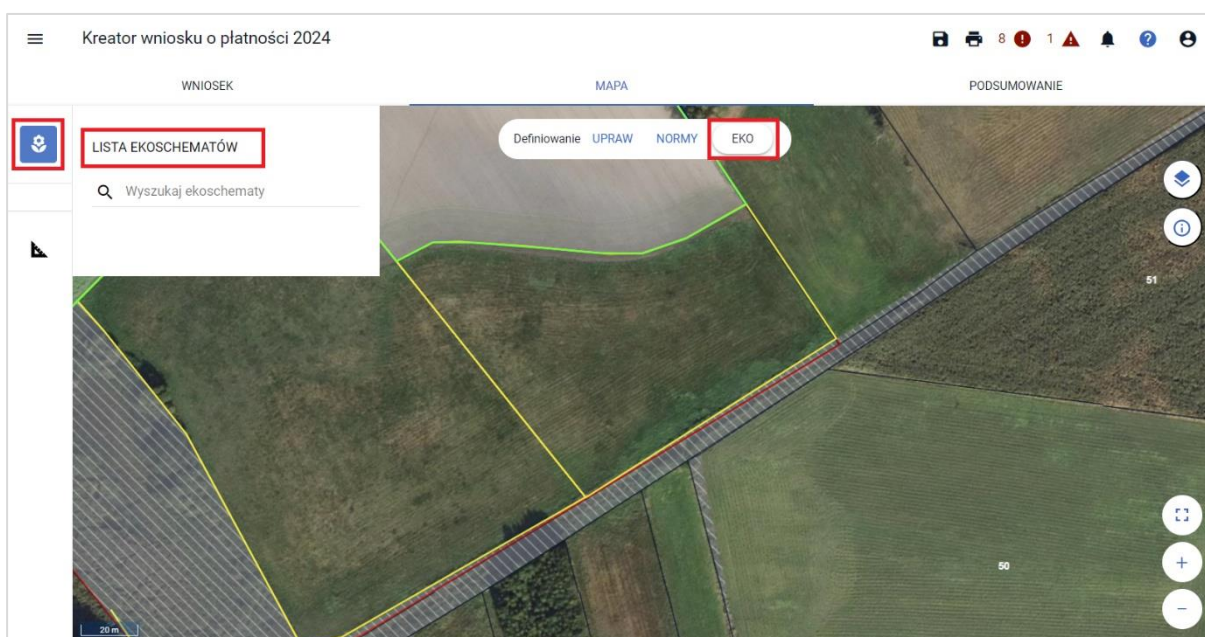 Kreator wniosku o płatności 2024
8 1
WNIOSEK MAPA PODSUMOWANIE
LISTA EKOSCHEMATÓW
Definiowanie UPRAW NORMY EKO
Wyszukaj ekoschematy
51
50
20 m